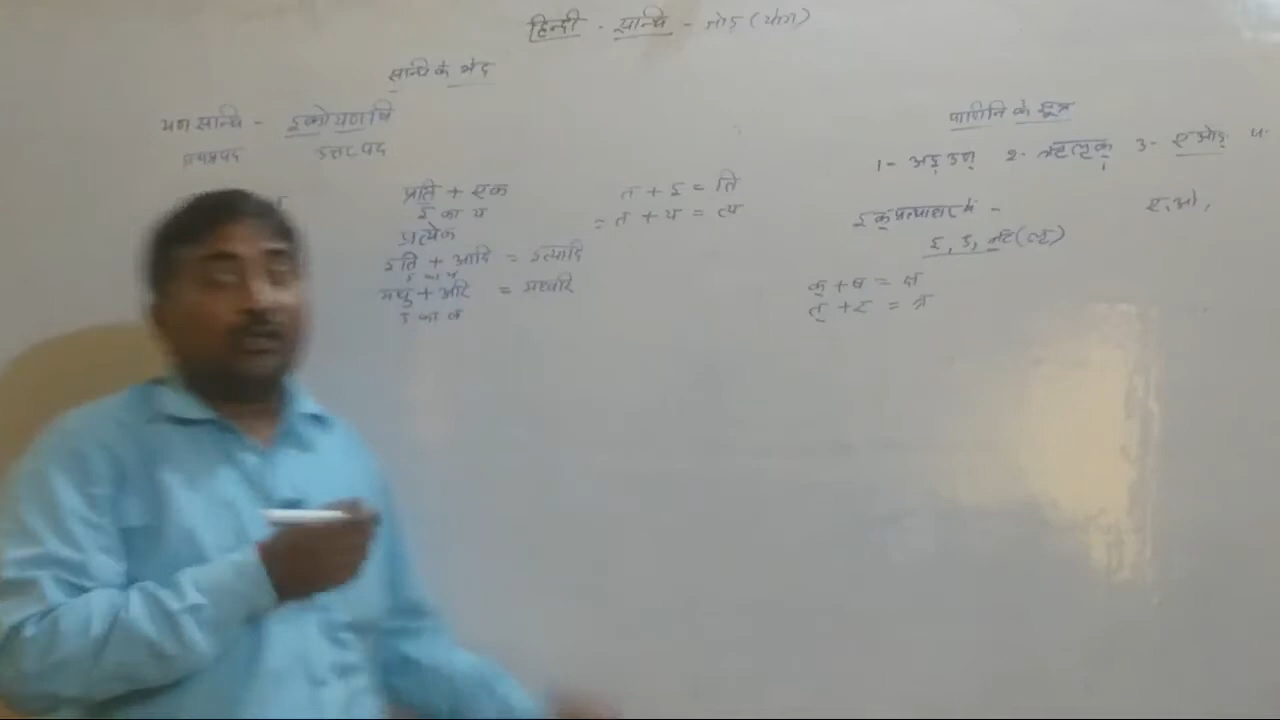 हिन्दी - सन्धि - जोड़ (योग)
सन्धि के भेद
यण सन्धि - इकोयणचि
उत्तरपद
प्रति + एक
इ का य
प्रत्येक
इति + आदि = इत्यादि
इ का य
मधु + अरि = मध्वरि
उ का व
त + इ = ति
= त् + य = त्य
पाणिनि के सूत्र
1- अइउण् 2- ऋलृक् 3- एओङ् 4-
इक् प्रत्याहार में -
इ, उ, ऋ (लृ)
ए, ओ,
क् + ष = क्ष
त् + र = त्र